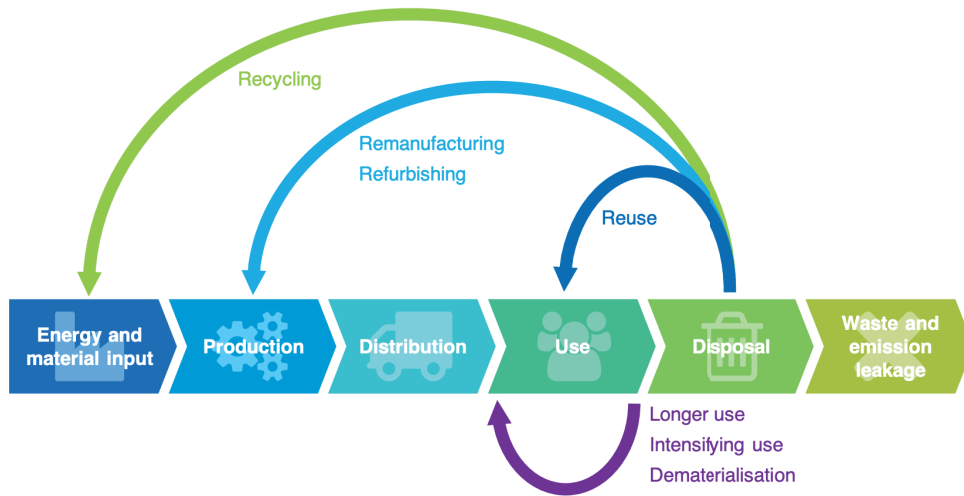 Recycling
Remanufacturing
Refurbishing
Reuse
Energy and
material input
Production
Distribution
Use
Disposal
Waste and
emission
leakage
Longer use
Intensifying use
Dematerialisation